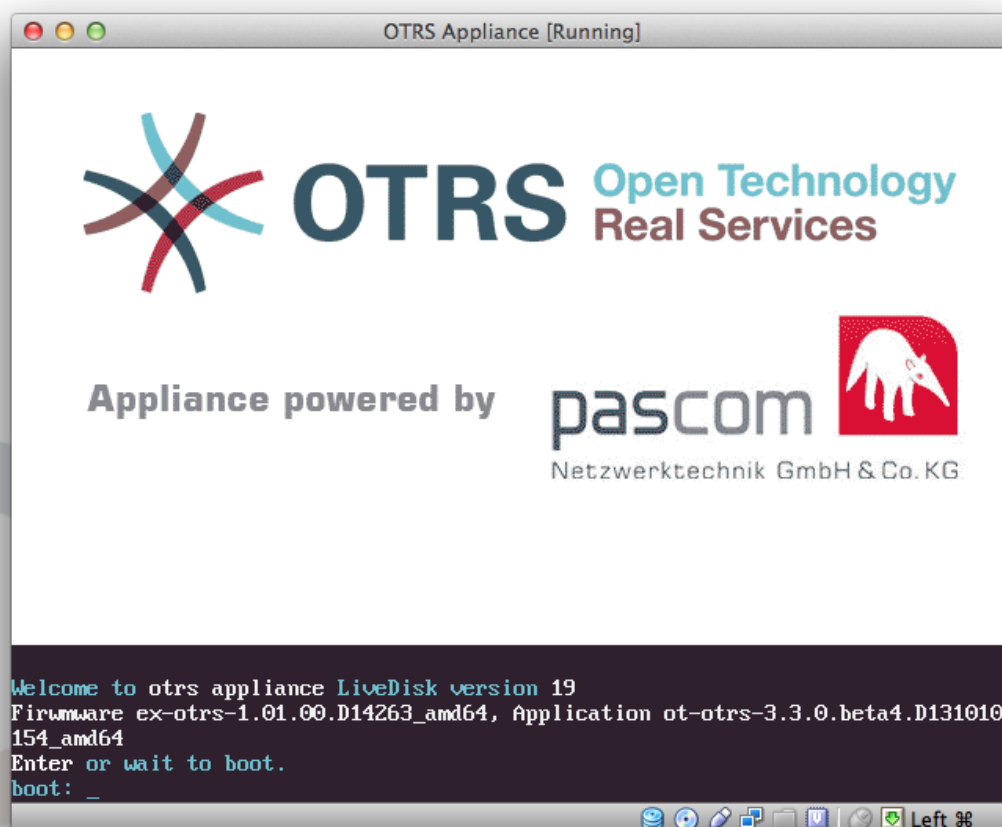 OTRS Appliance [Running]
OTRS Open Technology
Real Services
Appliance powered by
pascom
Netzwerktechnik GmbH & Co. KG
Welcome to otrs appliance LiveDisk version 19
Firwmware ex-otrs-1.01.00.D14263_amd64, Application ot-otrs-3.3.0.beta4.D131010
154_amd64
Enter or wait to boot.
boot: _
Left ⌘